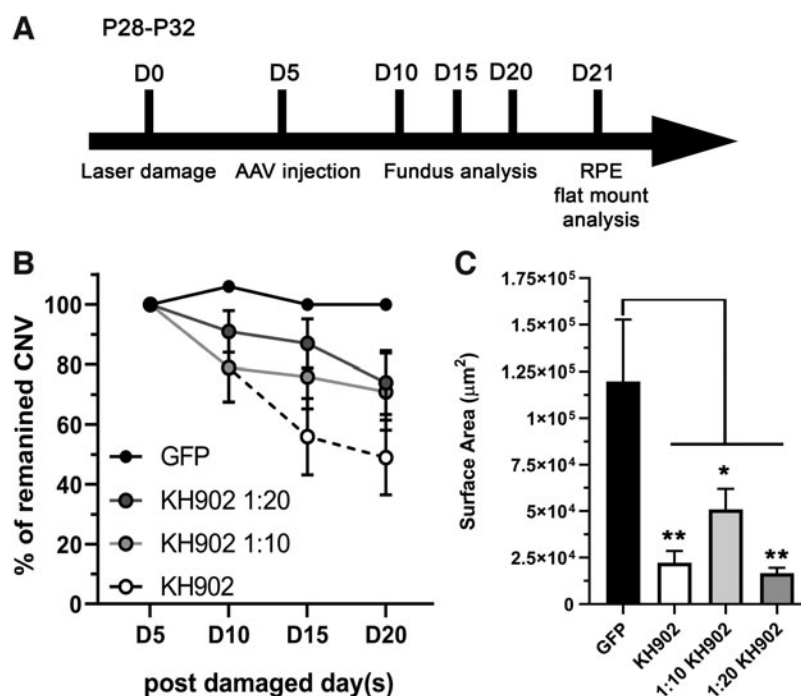 A
P28-P32
D0 D5 D10 D15 D20 D21
Laser damage AAV injection Fundus analysis RPE
flat mount
analysis
B
% of remanined CNV
100
80
60
40
20
0
GFP
KH902 1:20
KH902 1:10
KH902
D5 D10 D15 D20
post damaged day(s)
C
Surface Area (μm²)
1.75×10⁵
1.5×10⁵
1.25×10⁵
1×10⁵
7.5×10⁴
5×10⁴
2.5×10⁴
0
** * **
GFP KH902 1:10 KH902 1:20 KH902